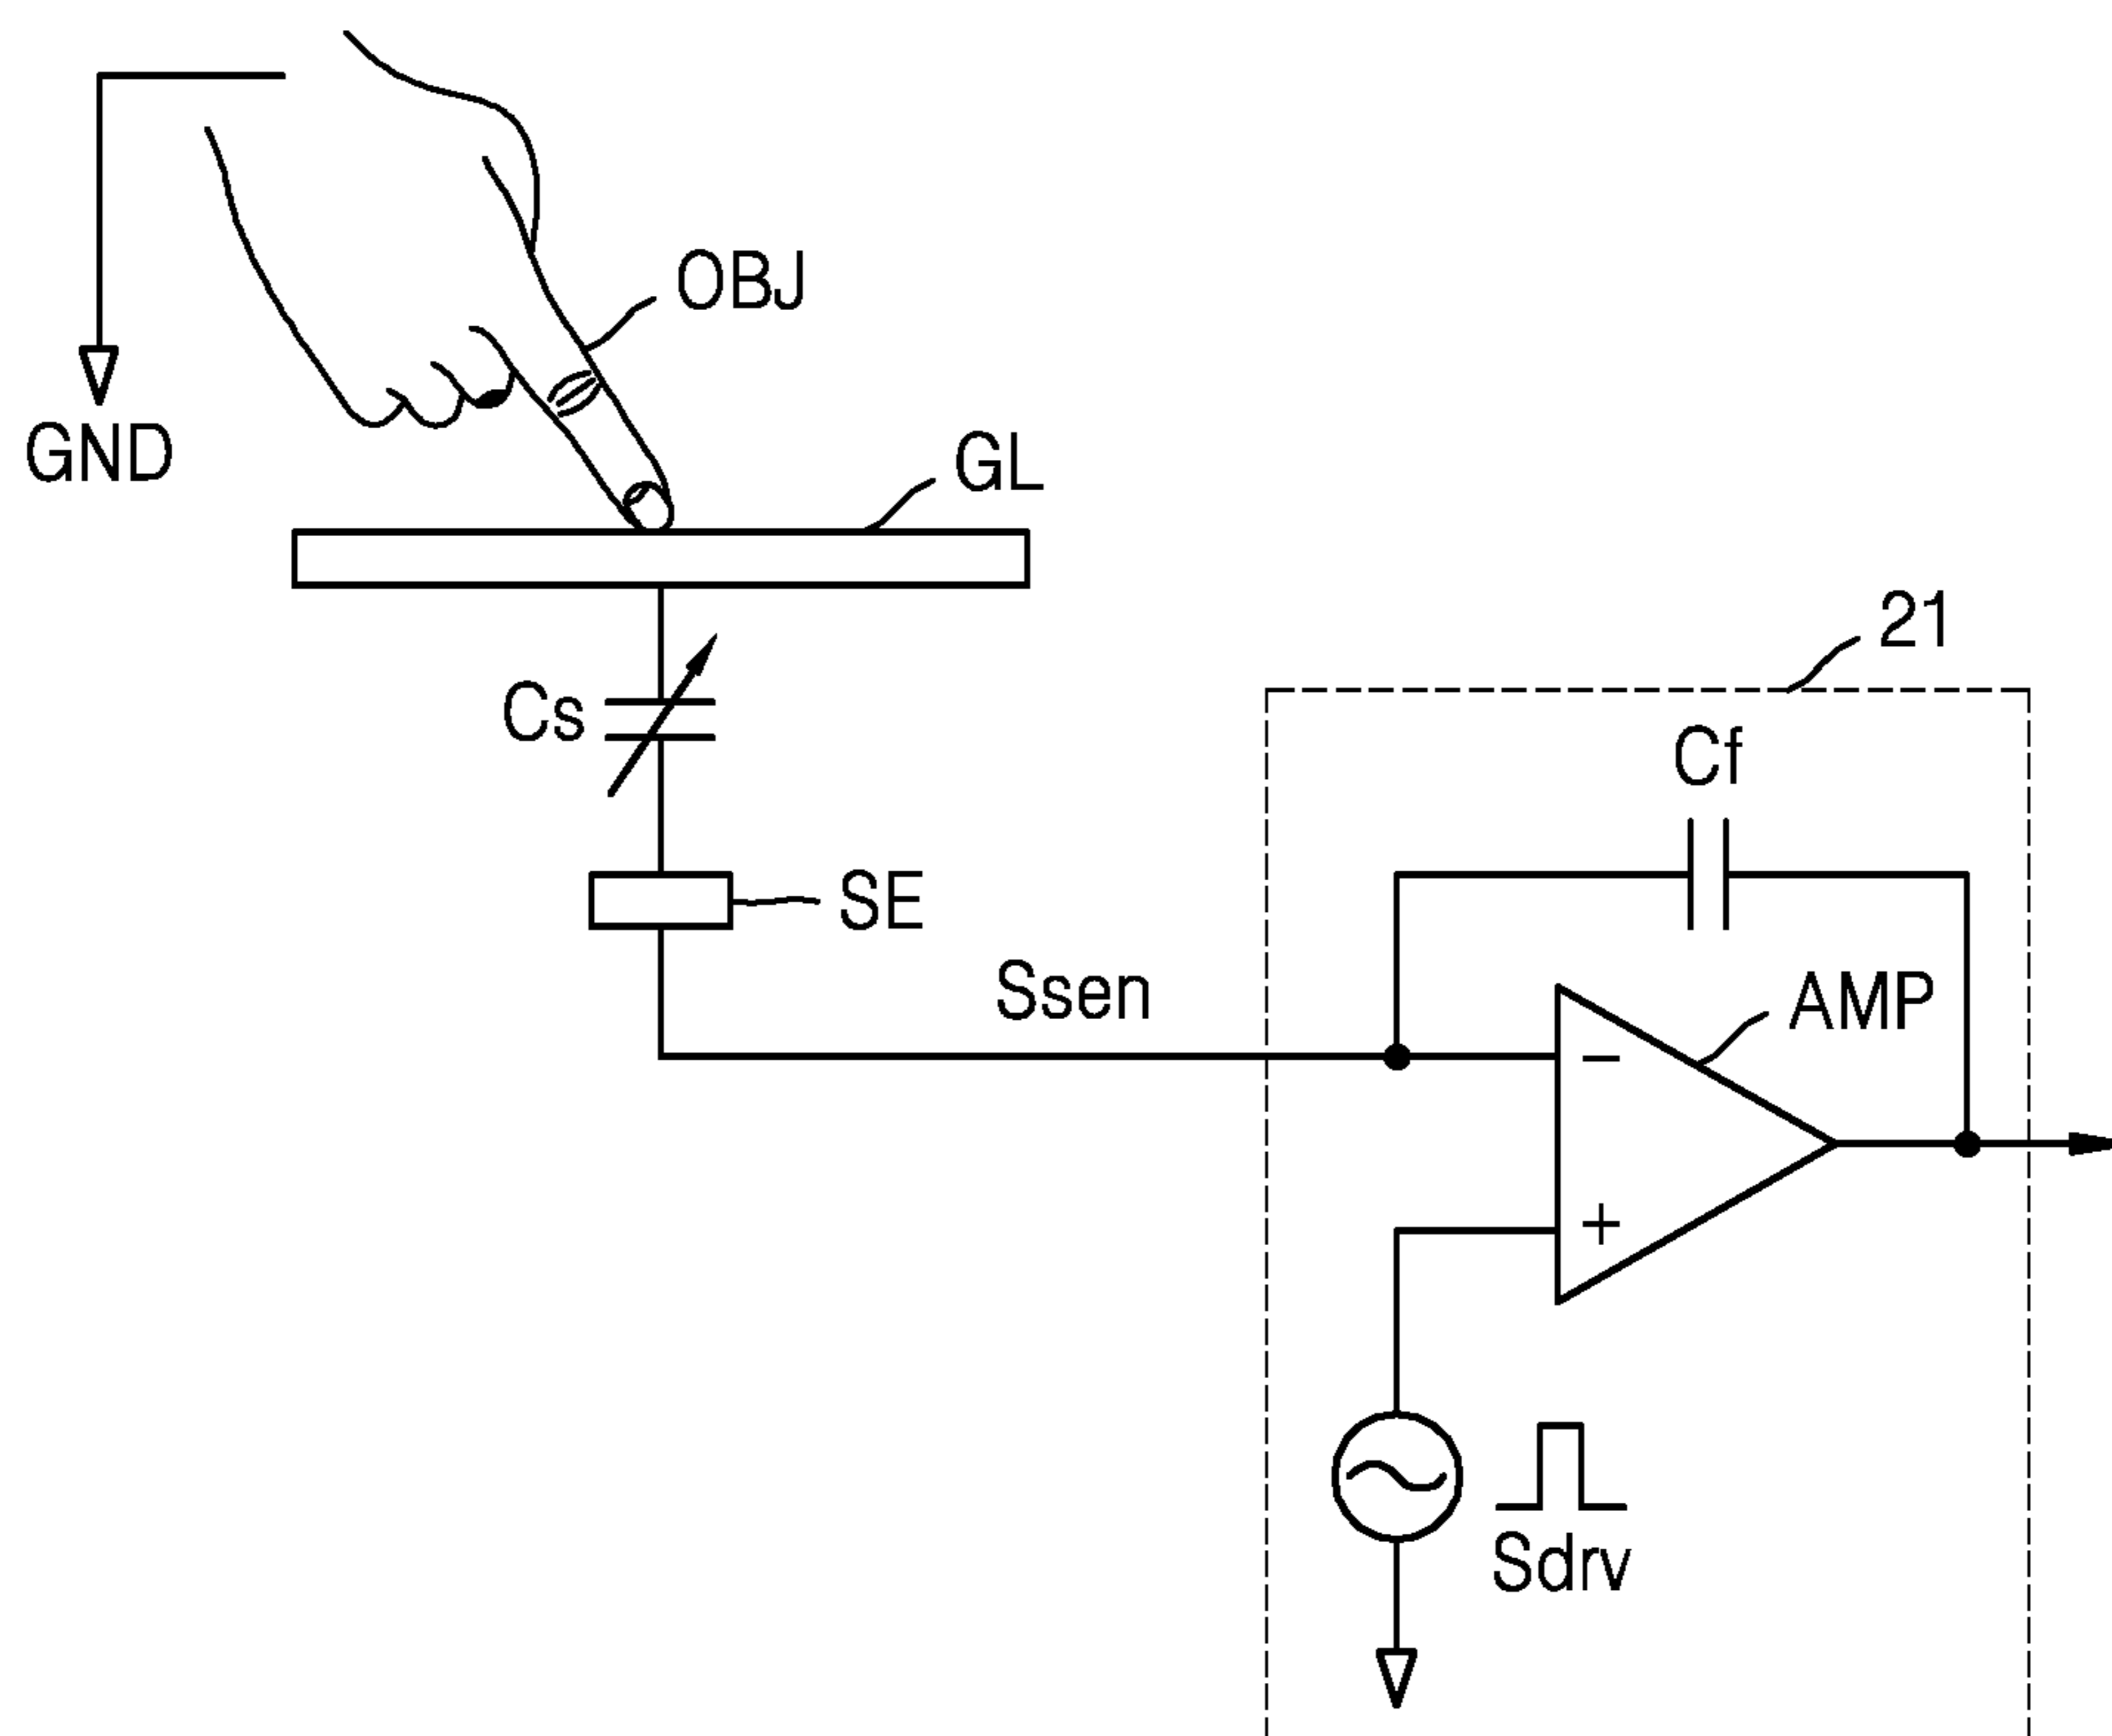 OBJ
GND
GL
21
Cs
Cf
SE
Ssen
AMP
−
+
Sdrv